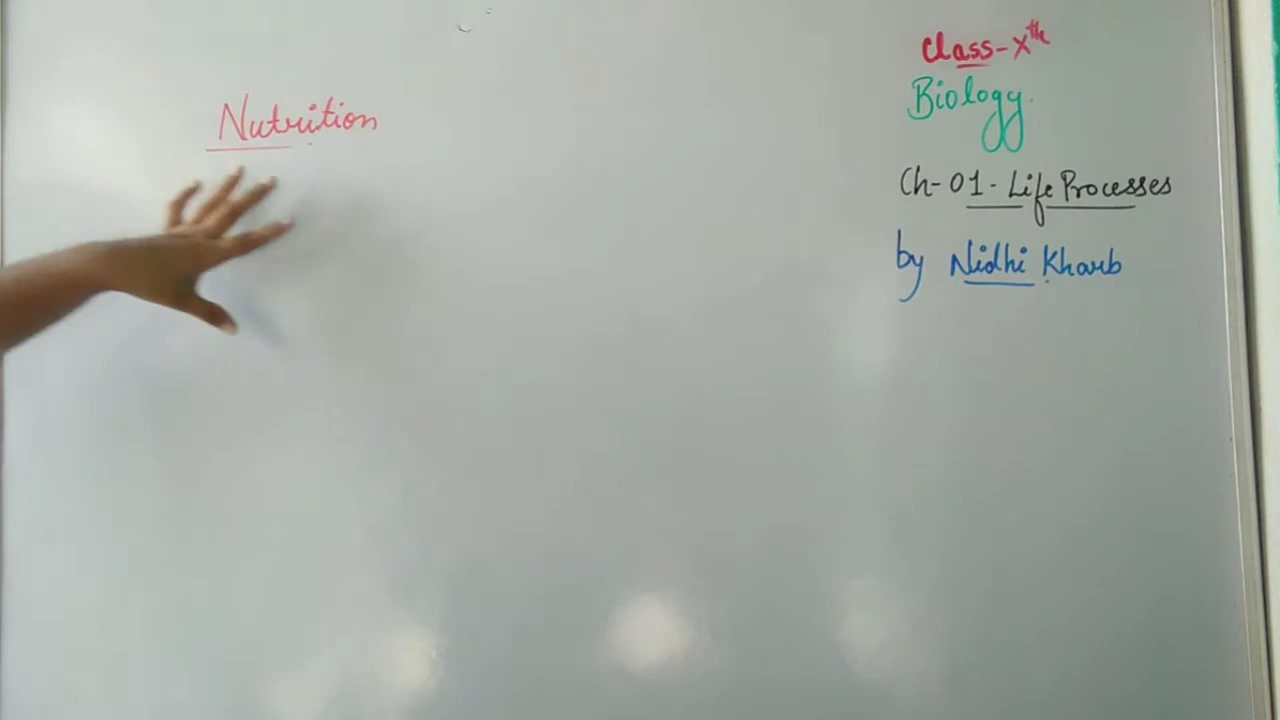 Nutrition
Class-Xth
Biology
Ch-01- Life Processes
by Nidhi Kharb